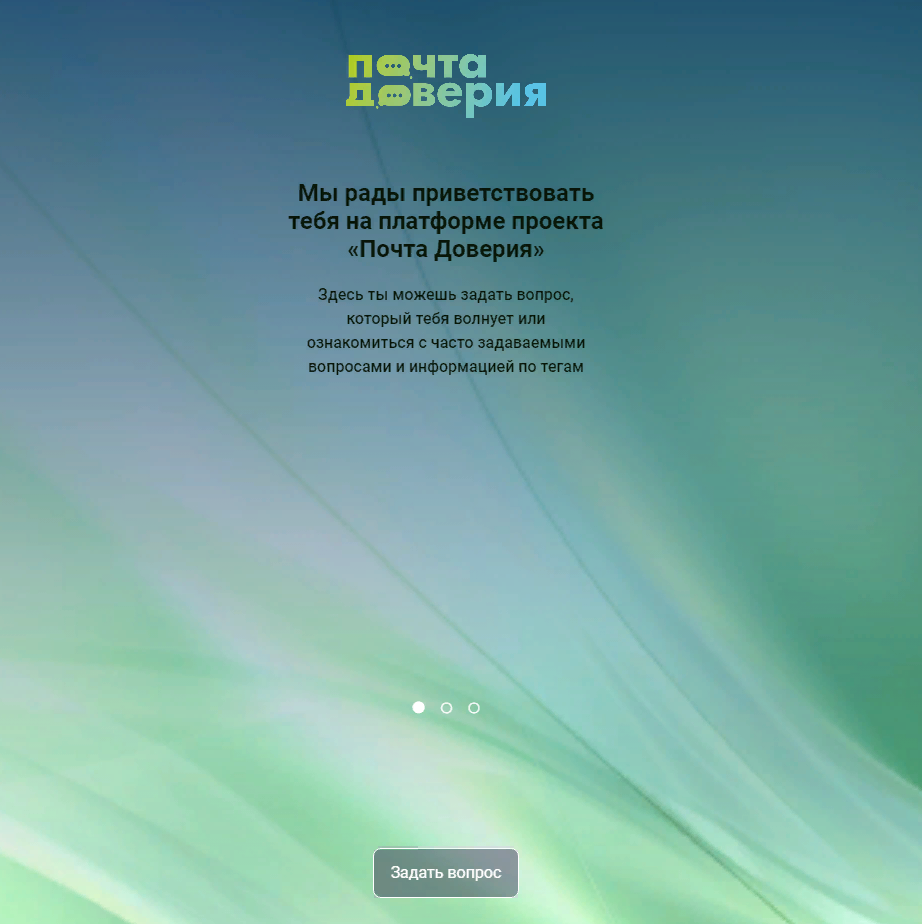 почта
доверия
Мы рады приветствовать
тебя на платформе проекта
«Почта Доверия»
Здесь ты можешь задать вопрос,
который тебя волнует или
ознакомиться с часто задаваемыми
вопросами и информацией по тегам
Задать вопрос